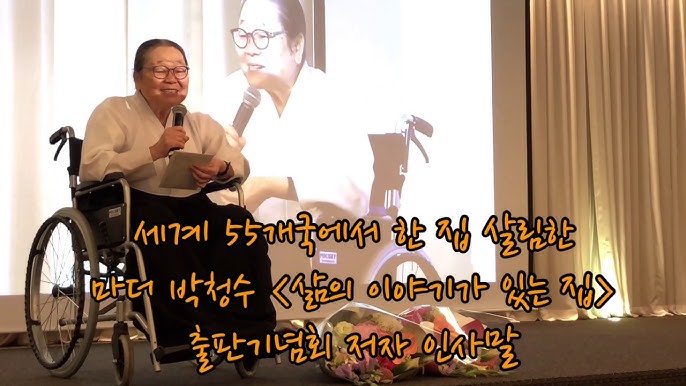 세계 55개국에서 한 집 살림한
마더 박청수 <삶의 이야기가 있는 집>
출판기념회 저자 인사말